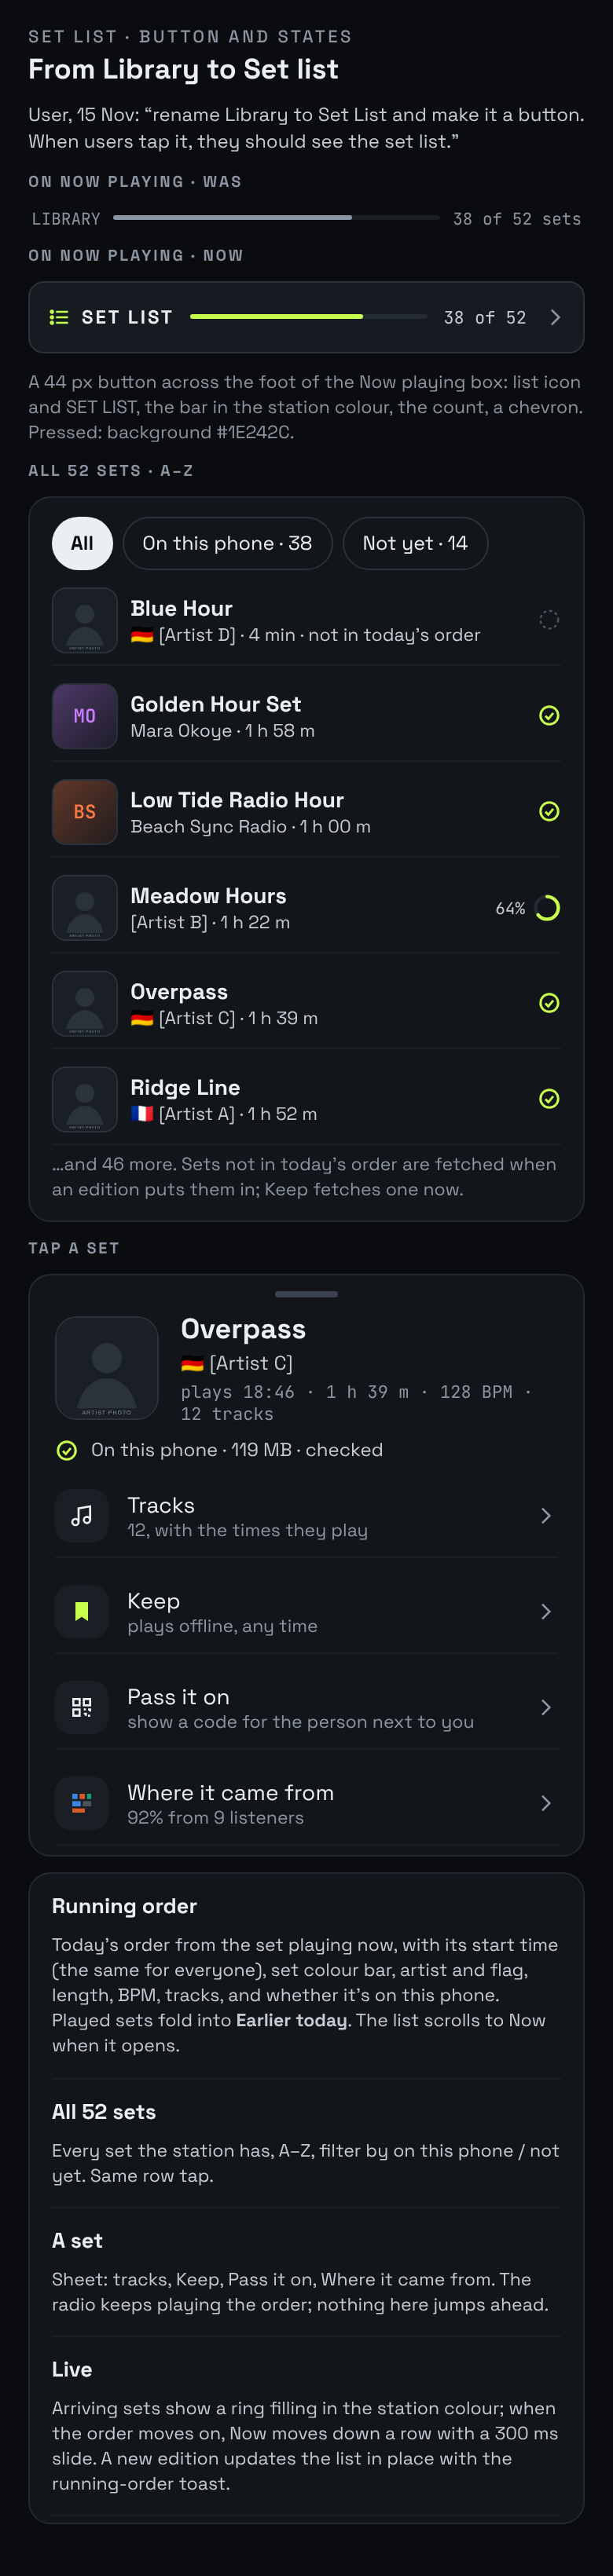 SET LIST · BUTTON AND STATES
From Library to Set list
User, 15 Nov: “rename Library to Set List and make it a button.
When users tap it, they should see the set list.”
ON NOW PLAYING · WAS
LIBRARY 38 of 52 sets
ON NOW PLAYING · NOW
SET LIST 38 of 52
A 44 px button across the foot of the Now playing box: list icon
and SET LIST, the bar in the station colour, the count, a chevron.
Pressed: background #1E242C.
ALL 52 SETS · A–Z
All On this phone · 38 Not yet · 14
Blue Hour
🇩🇪 [Artist D] · 4 min · not in today’s order
ARTIST PHOTO
MO
Golden Hour Set
Mara Okoye · 1 h 58 m
BS
Low Tide Radio Hour
Beach Sync Radio · 1 h 00 m
Meadow Hours
[Artist B] · 1 h 22 m
64%
ARTIST PHOTO
Overpass
🇩🇪 [Artist C] · 1 h 39 m
ARTIST PHOTO
Ridge Line
🇫🇷 [Artist A] · 1 h 52 m
ARTIST PHOTO
…and 46 more. Sets not in today’s order are fetched when
an edition puts them in; Keep fetches one now.
TAP A SET
Overpass
🇩🇪 [Artist C]
plays 18:46 · 1 h 39 m · 128 BPM ·
12 tracks
ARTIST PHOTO
On this phone · 119 MB · checked
Tracks
12, with the times they play
Keep
plays offline, any time
Pass it on
show a code for the person next to you
Where it came from
92% from 9 listeners
Running order
Today’s order from the set playing now, with its start time
(the same for everyone), set colour bar, artist and flag,
length, BPM, tracks, and whether it’s on this phone.
Played sets fold into Earlier today. The list scrolls to Now
when it opens.
All 52 sets
Every set the station has, A–Z, filter by on this phone / not
yet. Same row tap.
A set
Sheet: tracks, Keep, Pass it on, Where it came from. The
radio keeps playing the order; nothing here jumps ahead.
Live
Arriving sets show a ring filling in the station colour; when
the order moves on, Now moves down a row with a 300 ms
slide. A new edition updates the list in place with the
running-order toast.